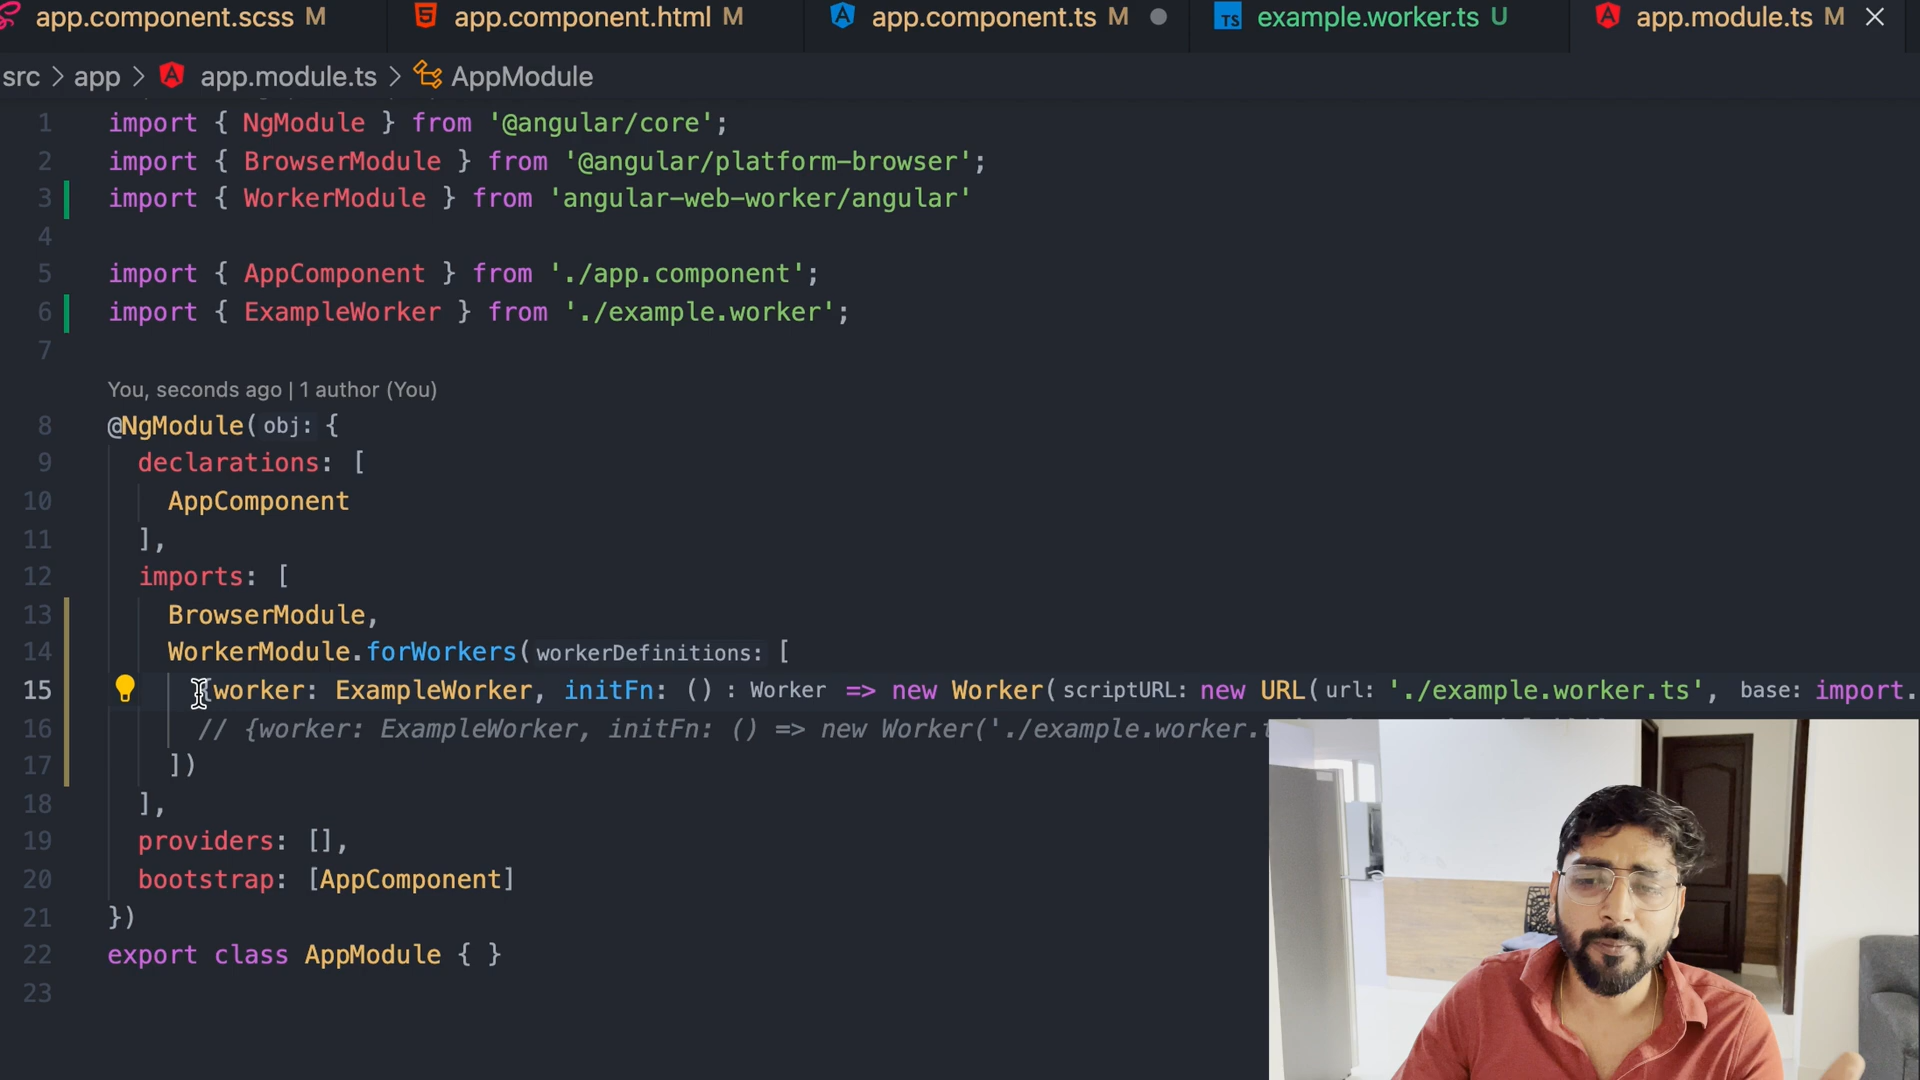 app.component.scss M
app.component.html M
app.component.ts M
TS example.worker.ts U
app.module.ts M
src > app > app.module.ts > AppModule
1 import { NgModule } from '@angular/core';
2 import { BrowserModule } from '@angular/platform-browser';
3 import { WorkerModule } from 'angular-web-worker/angular'
4
5 import { AppComponent } from './app.component';
6 import { ExampleWorker } from './example.worker';
7
You, seconds ago | 1 author (You)
8 @NgModule(obj: {
9 declarations: [
10 AppComponent
11 ],
12 imports: [
13 BrowserModule,
14 WorkerModule.forWorkers(workerDefinitions: [
15 {worker: ExampleWorker, initFn: () : Worker => new Worker(scriptURL: new URL(url: './example.worker.ts', base: import.
16 // {worker: ExampleWorker, initFn: () => new Worker('./example.worker.
17 ])
18 ],
19 providers: [],
20 bootstrap: [AppComponent]
21 })
22 export class AppModule { }
23